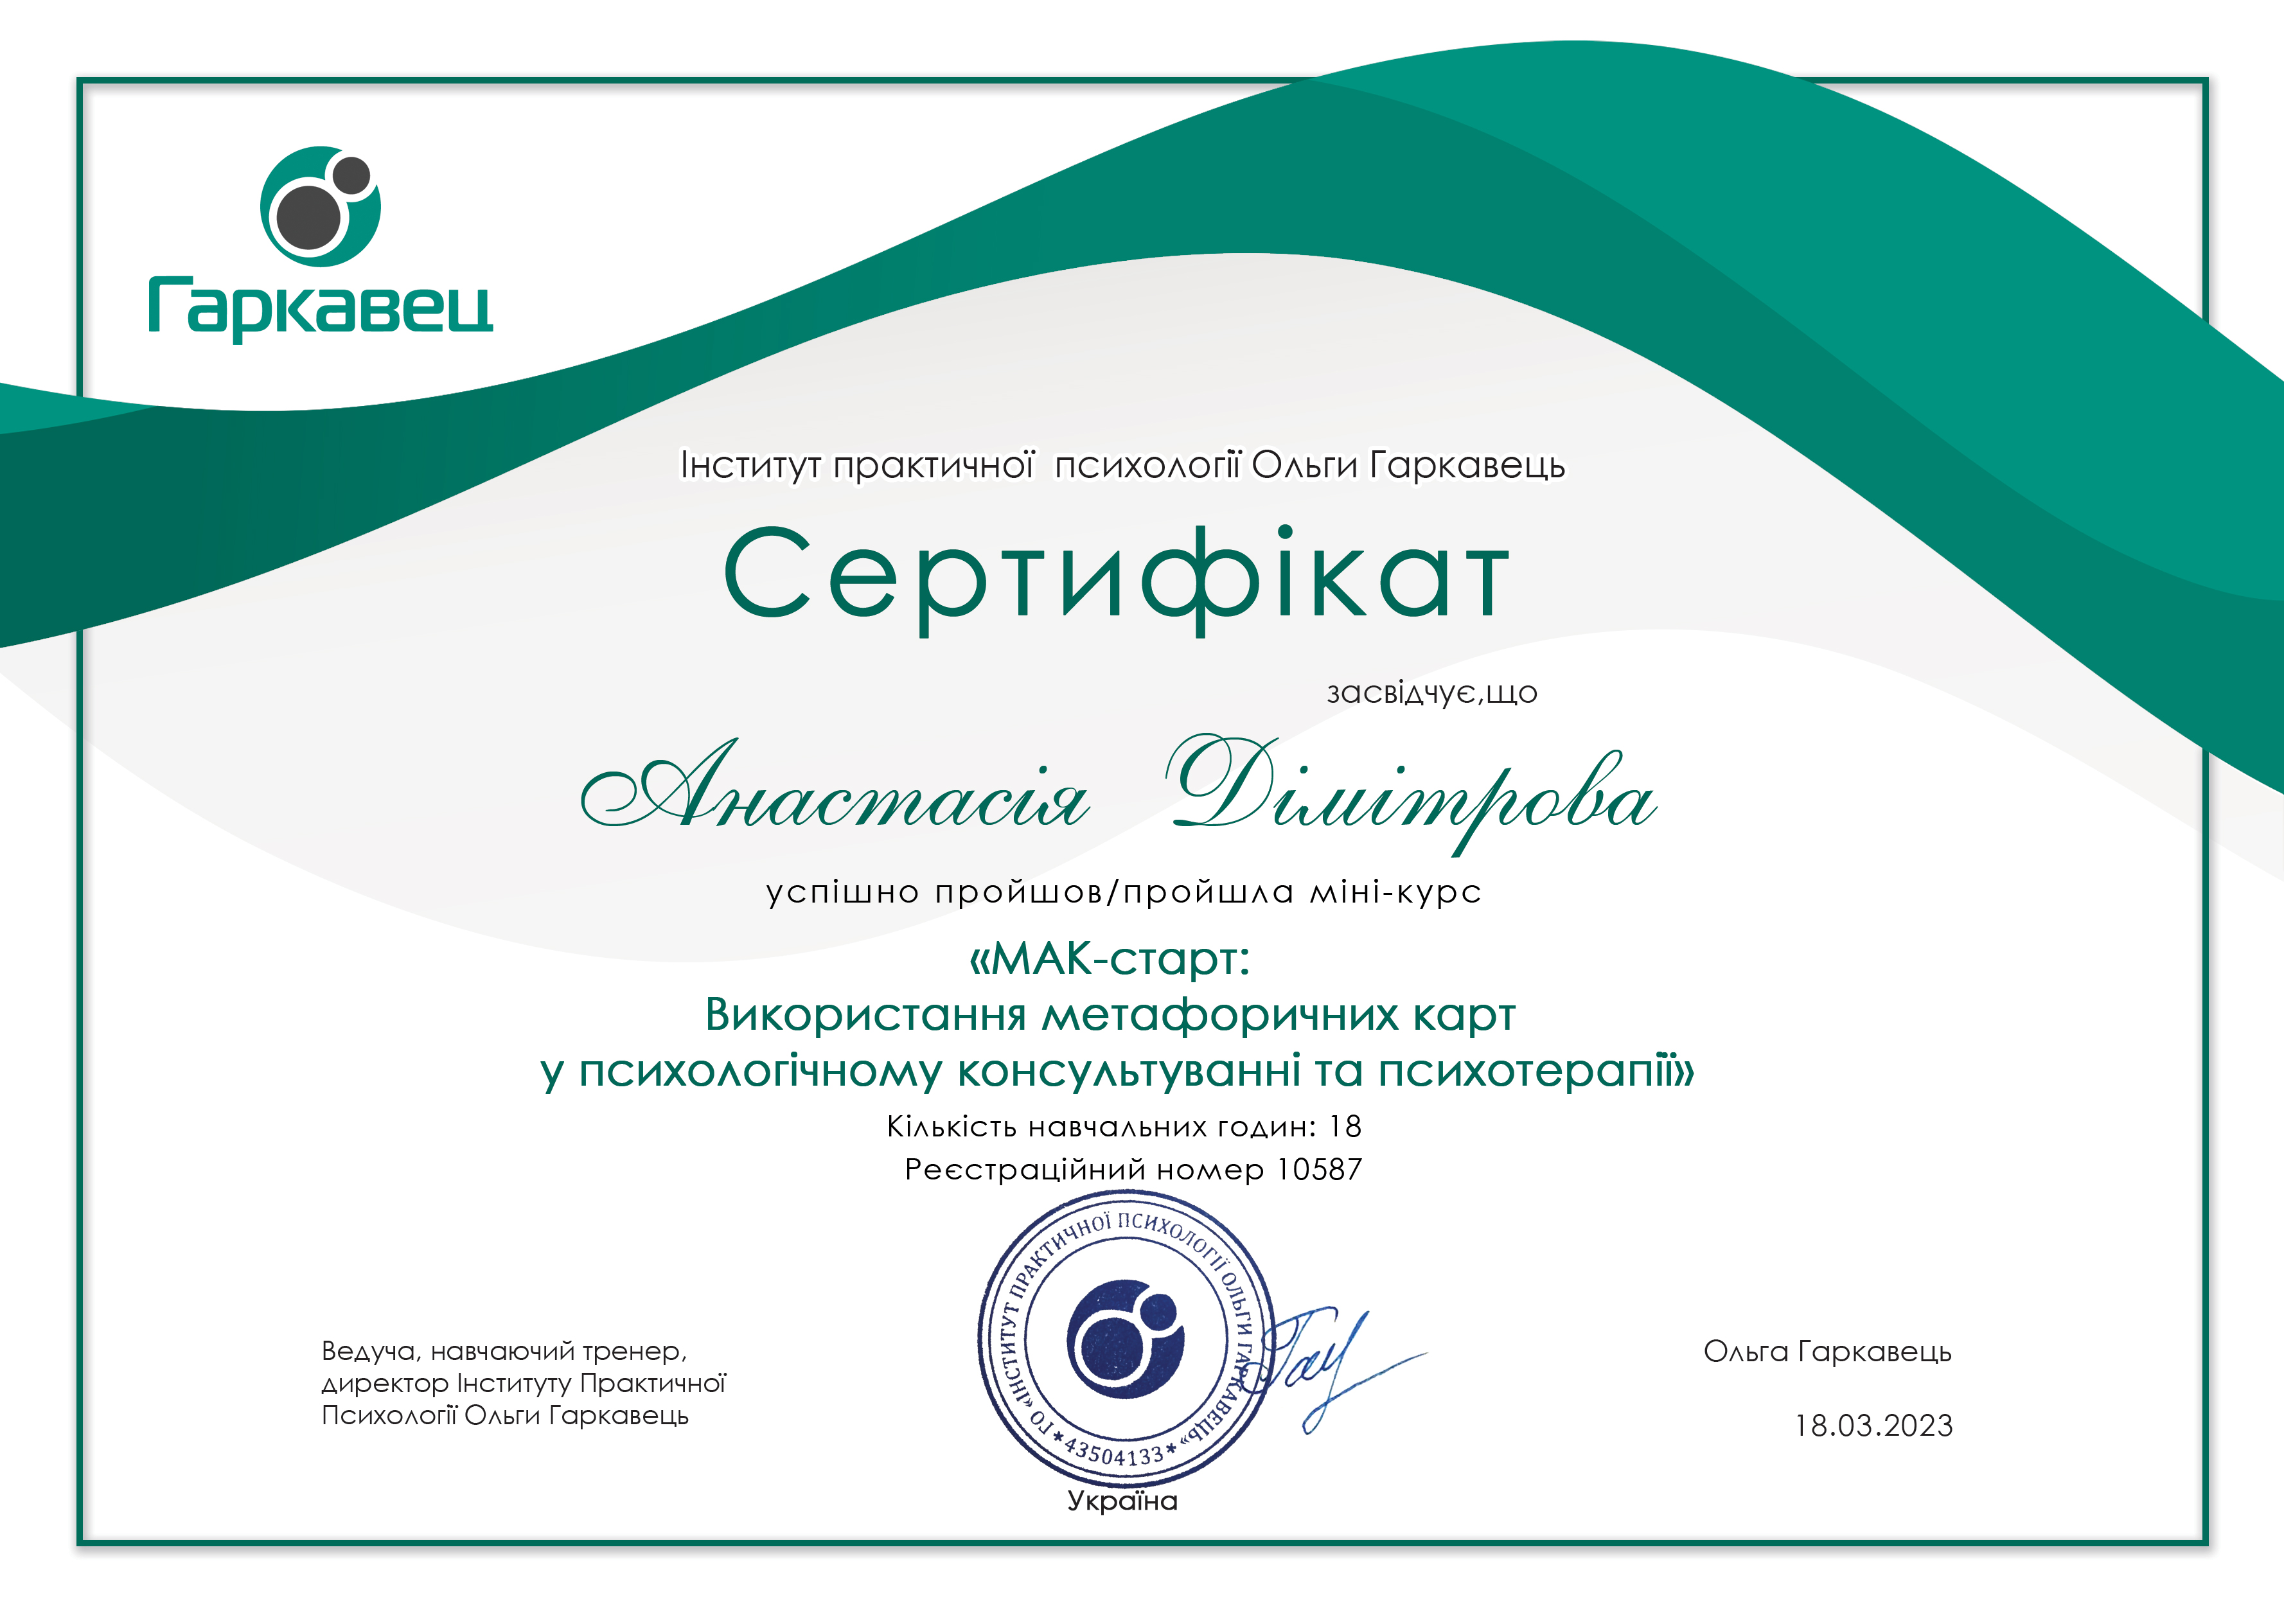 Гаркавец
Інститут практичної психології Ольги Гаркавець
Сертифікат
засвідчує,що
Анастасія Дімітрова
успішно пройшов/пройшла міні-курс
«МАК-старт:
Використання метафоричних карт
у психологічному консультуванні та психотерапії»
Кількість навчальних годин: 18
Реєстраційний номер 10587
ГО «ІНСТИТУТ ПРАКТИЧНОЇ ПСИХОЛОГІЇ ОЛЬГИ ГАРКАВЕЦЬ»
*43504133*
Ведуча, навчаючий тренер,
директор Інституту Практичної
Психології Ольги Гаркавець
Ольга Гаркавець
18.03.2023
Україна